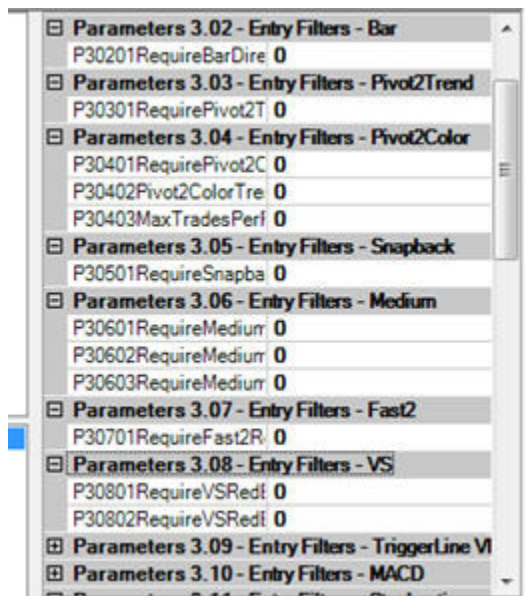 Parameters 3.02 - Entry Filters - Bar
P30201RequireBarDire 0
Parameters 3.03 - Entry Filters - Pivot2Trend
P30301RequirePivot2T 0
Parameters 3.04 - Entry Filters - Pivot2Color
P30401RequirePivot2C 0
P30402Pivot2ColorTre 0
P30403MaxTradesPerF 0
Parameters 3.05 - Entry Filters - Snapback
P30501RequireSnapba 0
Parameters 3.06 - Entry Filters - Medium
P30601RequireMedium 0
P30602RequireMedium 0
P30603RequireMedium 0
Parameters 3.07 - Entry Filters - Fast2
P30701RequireFast2R 0
Parameters 3.08 - Entry Filters - VS
P30801RequireVSRedE 0
P30802RequireVSRedE 0
Parameters 3.09 - Entry Filters - TriggerLine
Parameters 3.10 - Entry Filters - MACD